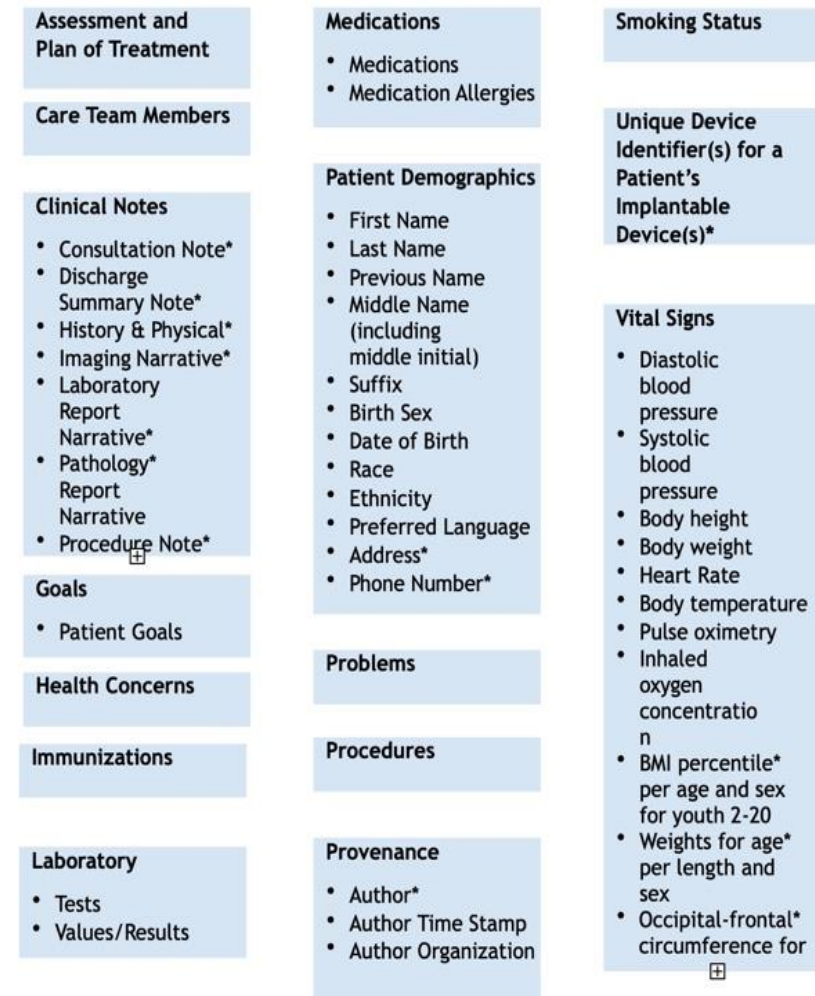 Assessment and
Plan of Treatment
Care Team Members
Clinical Notes
• Consultation Note*
• Discharge
Summary Note*
• History & Physical*
• Imaging Narrative*
• Laboratory
Report
Narrative*
• Pathology*
Report
Narrative
• Procedure Note*
Goals
• Patient Goals
Health Concerns
Immunizations
Laboratory
• Tests
• Values/Results
Medications
• Medications
• Medication Allergies
Patient Demographics
• First Name
• Last Name
• Previous Name
• Middle Name
(including
middle initial)
• Suffix
• Birth Sex
• Date of Birth
• Race
• Ethnicity
• Preferred Language
• Address*
• Phone Number*
Problems
Procedures
Provenance
• Author*
• Author Time Stamp
• Author Organization
Smoking Status
Unique Device
Identifier(s) for a
Patient’s
Implantable
Device(s)*
Vital Signs
• Diastolic
blood
pressure
• Systolic
blood
pressure
• Body height
• Body weight
• Heart Rate
• Body temperature
• Pulse oximetry
• Inhaled
oxygen
concentratio
n
• BMI percentile*
per age and sex
for youth 2-20
• Weights for age*
per length and
sex
• Occipital-frontal*
circumference for